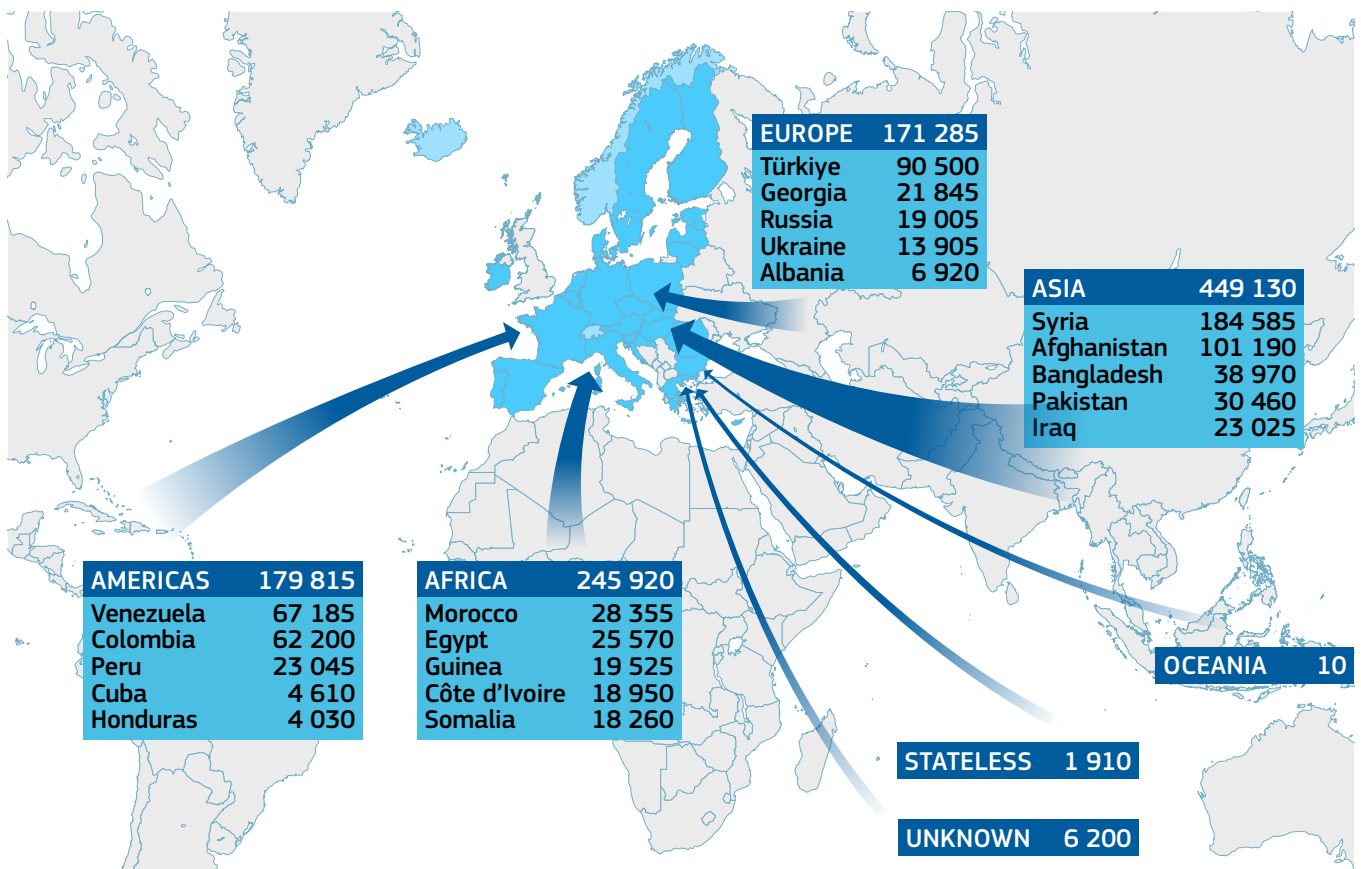 EUROPE 171 285
Türkiye 90 500
Georgia 21 845
Russia 19 005
Ukraine 13 905
Albania 6 920
ASIA 449 130
Syria 184 585
Afghanistan 101 190
Bangladesh 38 970
Pakistan 30 460
Iraq 23 025
AMERICAS 179 815
Venezuela 67 185
Colombia 62 200
Peru 23 045
Cuba 4 610
Honduras 4 030
AFRICA 245 920
Morocco 28 355
Egypt 25 570
Guinea 19 525
Côte d’Ivoire 18 950
Somalia 18 260
OCEANIA 10
STATELESS 1 910
UNKNOWN 6 200